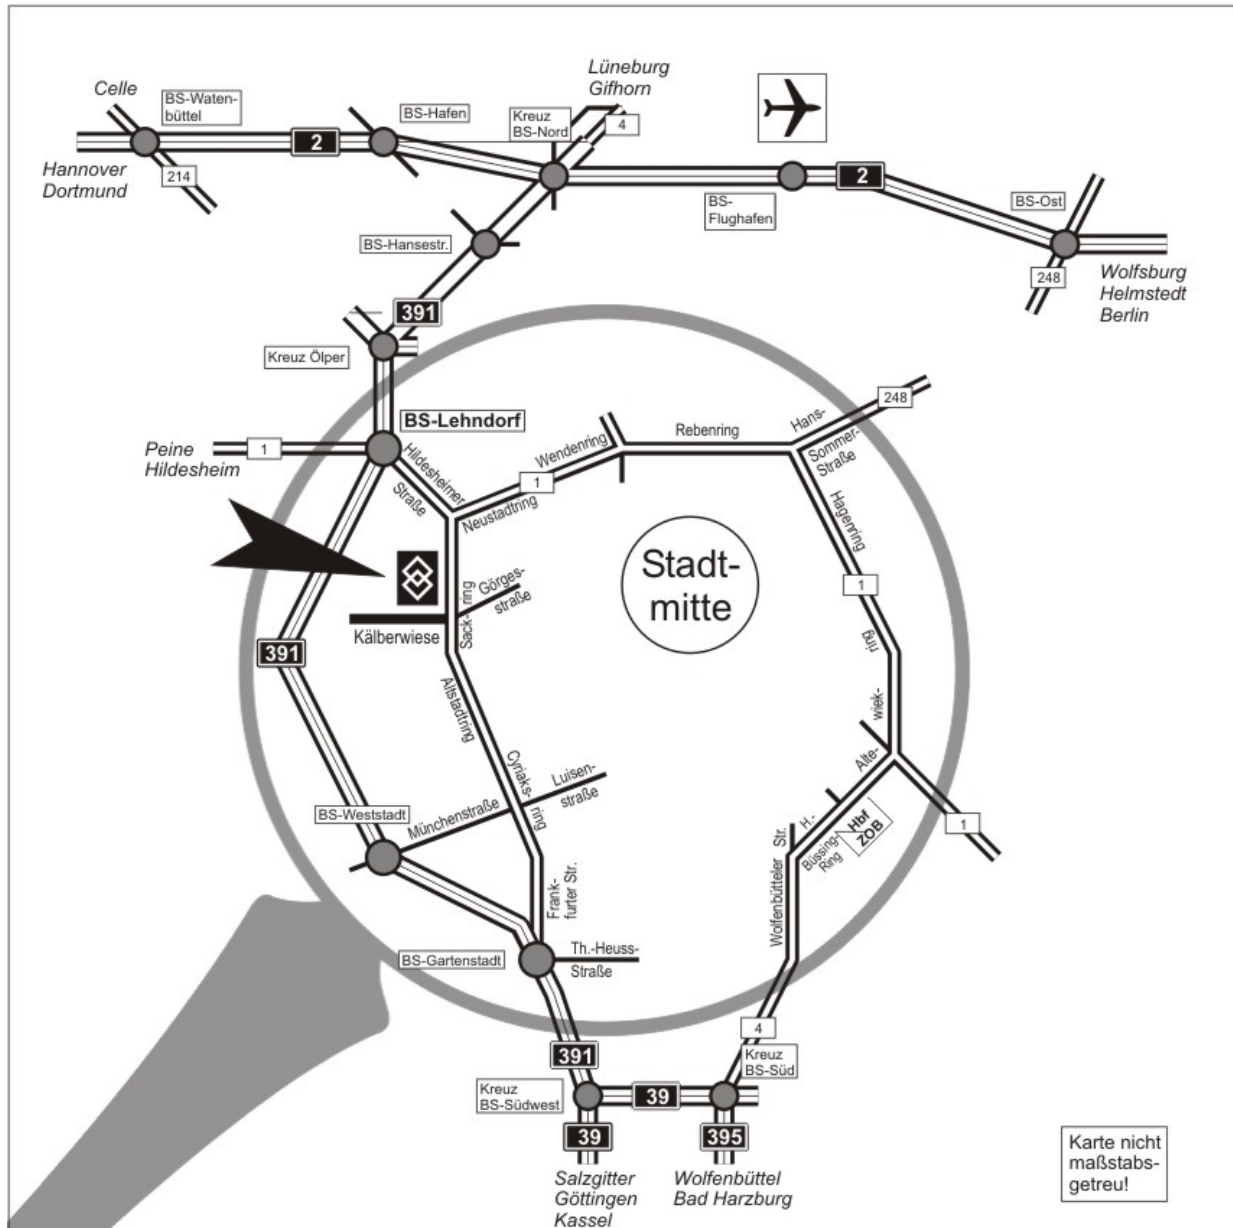 Celle
BS-Waten-
büttel
BS-Hafen
Kreuz
BS-Nord
Lüneburg
Gifhorn
4
2
Hannover
Dortmund
214
2
BS-
Flughafen
BS-Ost
248
Wolfsburg
Helmstedt
Berlin
BS-Hansestr.
391
Kreuz Ölper
BS-Lehndorf
Peine
Hildesheim
1
Hildesheimer
Straße
Wendenring
1
Neustadtring
Rebenring
Hans-
Sommer-
Straße
248
Hagenring
1
Stadt-
mitte
Görges-
straße
Sack-
ring
Kälberwiese
391
Altstadtring
Cyriaks-
ring
Luisen-
straße
Münchenstraße
BS-Weststadt
Alte-
wiek-
ring
1
Hbf
ZOB
H.-
Büssing-
Ring
Wolfenbütteler
Str.
Frank-
furter Str.
BS-Gartenstadt
Th.-Heuss-
Straße
4
Kreuz
BS-Süd
391
Kreuz
BS-Südwest
39
39
395
Salzgitter
Göttingen
Kassel
Wolfenbüttel
Bad Harzburg
Karte nicht
maßstabs-
getreu!